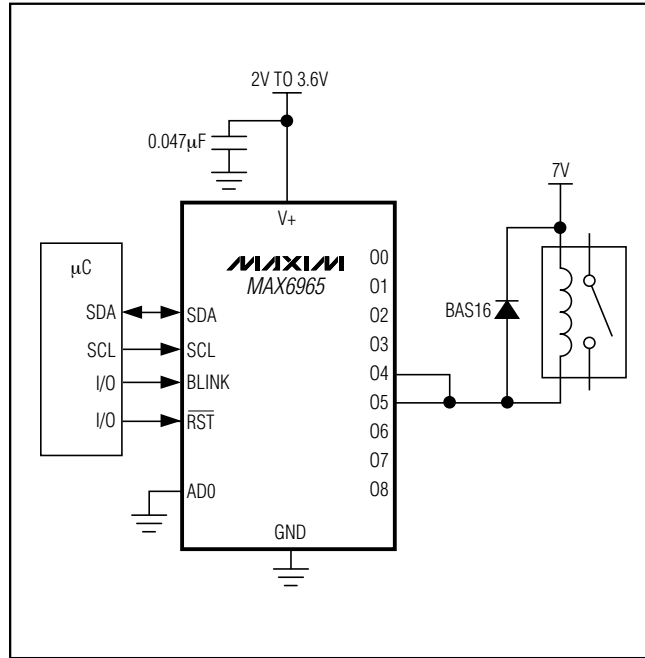 2V TO 3.6V
0.047μF
7V
V+
μC
MAXIM
MAX6965
O0
O1
O2
O3
O4
O5
O6
O7
O8
BAS16
SDA
SCL
I/O
I/O
SDA
SCL
BLINK
RST
AD0
GND